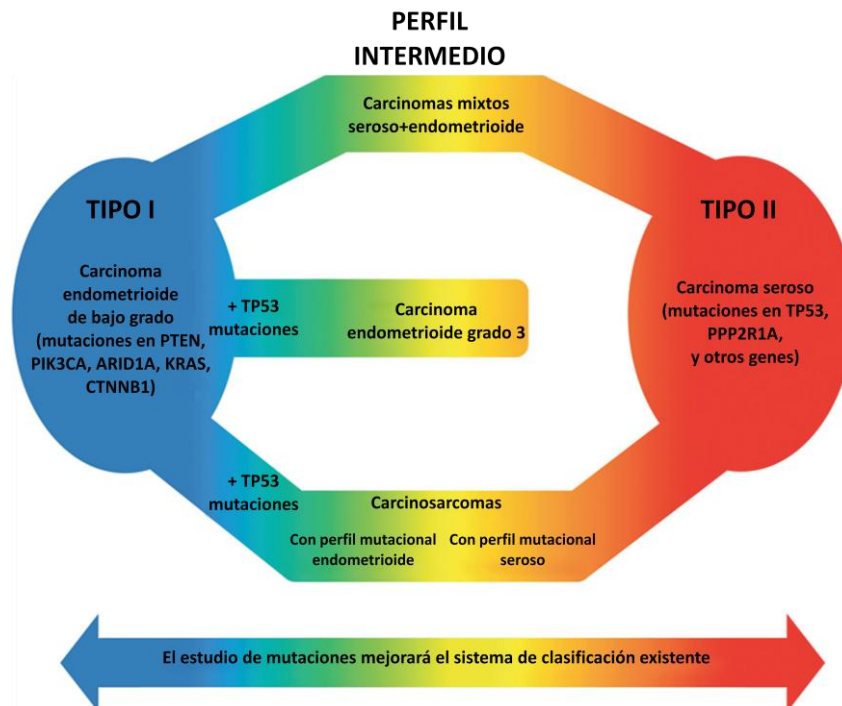 PERFIL
INTERMEDIO
Carcinomas mixtos
seroso+endometrioide
TIPO I
Carcinoma
endometrioide
de bajo grado
(mutaciones en PTEN,
PIK3CA, ARID1A, KRAS,
CTNNB1)
+ TP53
mutaciones
Carcinoma
endometrioide grado 3
TIPO II
Carcinoma seroso
(mutaciones en TP53,
PPP2R1A,
y otros genes)
+ TP53
mutaciones
Carcinosarcomas
Con perfil mutacional
endometrioide
Con perfil mutacional
seroso
El estudio de mutaciones mejorará el sistema de clasificación existente